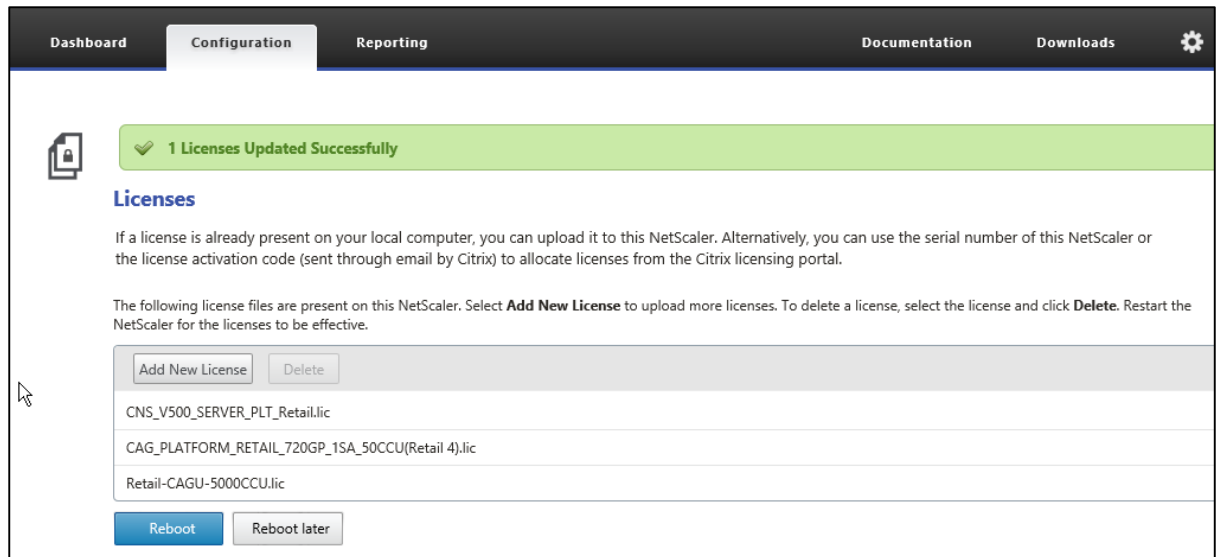 Dashboard Configuration Reporting Documentation Downloads
1 Licenses Updated Successfully
Licenses
If a license is already present on your local computer, you can upload it to this NetScaler. Alternatively, you can use the serial number of this NetScaler or
the license activation code (sent through email by Citrix) to allocate licenses from the Citrix licensing portal.
The following license files are present on this NetScaler. Select Add New License to upload more licenses. To delete a license, select the license and click Delete. Restart the
NetScaler for the licenses to be effective.
Add New License Delete
CNS_V500_SERVER_PLT_Retail.lic
CAG_PLATFORM_RETAIL_720GP_1SA_50CCU(Retail 4).lic
Retail-CAGU-5000CCU.lic
Reboot Reboot later